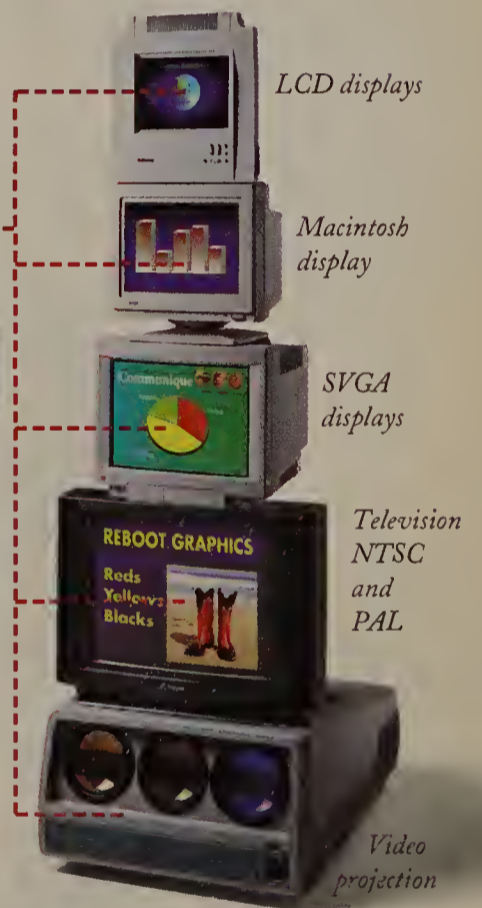 LCD displays
Macintosh
display
Communique
SVGA
displays
REBOOT GRAPHICS
Reds
Yellows
Blacks
Television
NTSC
and
PAL
Video
projection